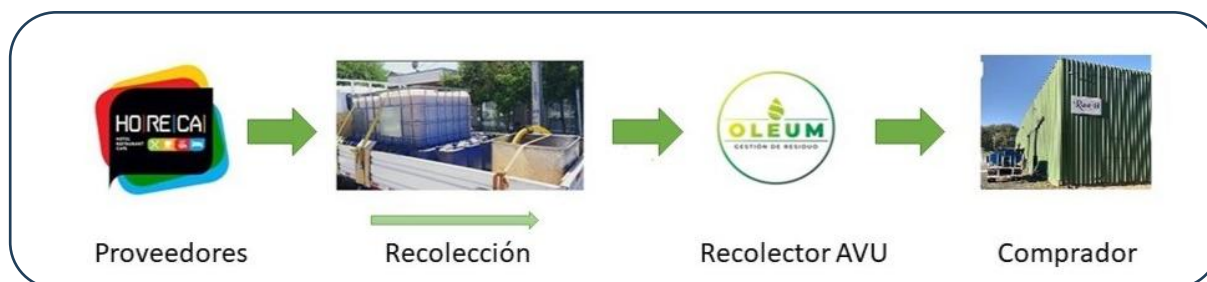 HO|RE|CA|
HOTEL
RESTAURANT
CAFE
OLEUM
GESTIÓN DE RESIDUO
Proveedores
Recolección
Recolector AVU
Comprador